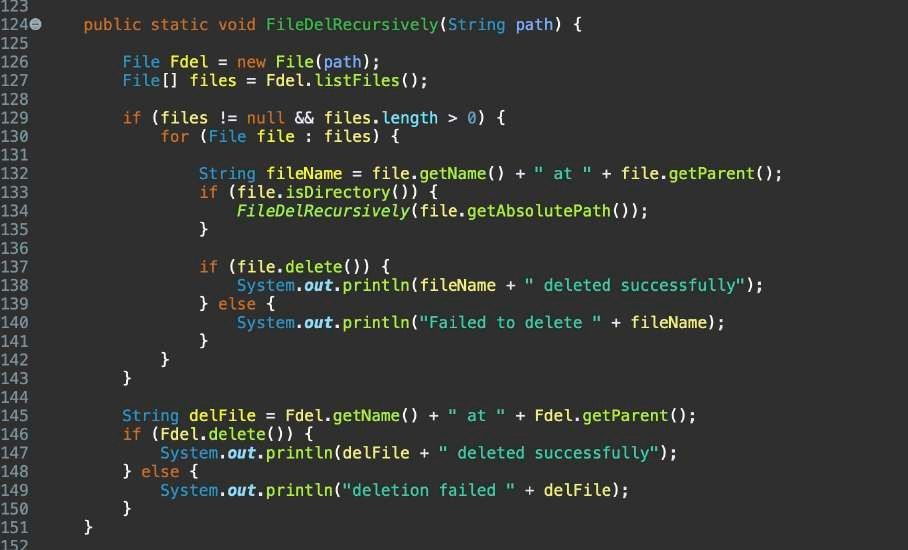 123
124 public static void FileDelRecursively(String path) {
125
126 File Fdel = new File(path);
127 File[] files = Fdel.listFiles();
128
129 if (files != null && files.length > 0) {
130 for (File file : files) {
131
132 String fileName = file.getName() + " at " + file.getParent();
133 if (file.isDirectory()) {
134 FileDelRecursively(file.getAbsolutePath());
135 }
136
137 if (file.delete()) {
138 System.out.println(fileName + " deleted successfully");
139 } else {
140 System.out.println("Failed to delete " + fileName);
141 }
142 }
143 }
144
145 String delFile = Fdel.getName() + " at " + Fdel.getParent();
146 if (Fdel.delete()) {
147 System.out.println(delFile + " deleted successfully");
148 } else {
149 System.out.println("deletion failed " + delFile);
150 }
151 }
152